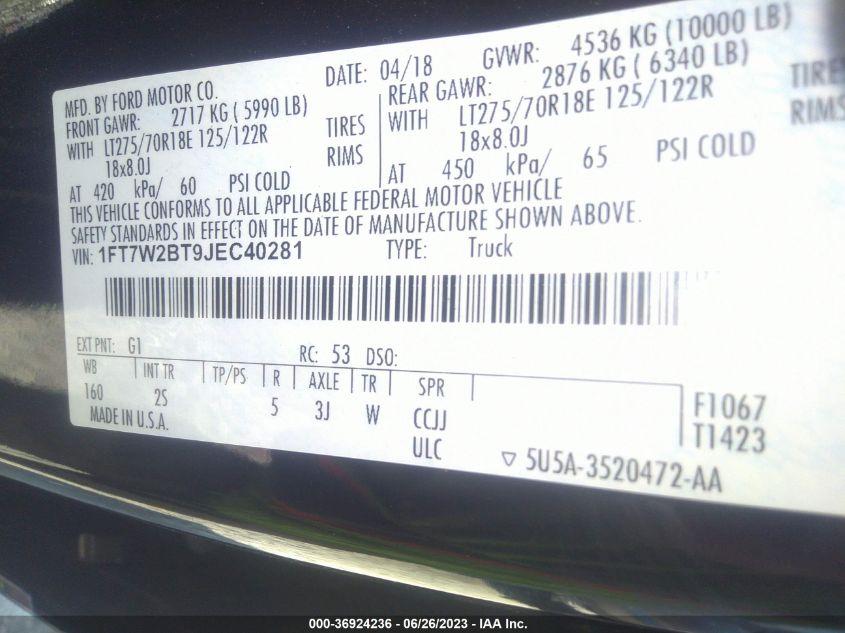 MFD. BY FORD MOTOR CO. DATE: 04/18 GVWR: 4536 KG (10000 LB)
FRONT GAWR: 2717 KG ( 5990 LB) REAR GAWR: 2876 KG ( 6340 LB)
WITH LT275/70R18E 125/122R TIRES WITH LT275/70R18E 125/122R TIRES
18x8.0J RIMS 18x8.0J RIMS
AT 420 kPa/ 60 PSI COLD AT 450 kPa/ 65 PSI COLD
THIS VEHICLE CONFORMS TO ALL APPLICABLE FEDERAL MOTOR VEHICLE
SAFETY STANDARDS IN EFFECT ON THE DATE OF MANUFACTURE SHOWN ABOVE.
VIN: 1FT7W2BT9JEC40281 TYPE: Truck
EXT PNT: G1 RC: 53 DSO:
WB INT TR TP/PS R AXLE TR SPR
160 2S 5 3J W CCJJ F1067
MADE IN U.S.A. ULC T1423
5U5A-3520472-AA
000-36924236 - 06/26/2023 - IAA Inc.